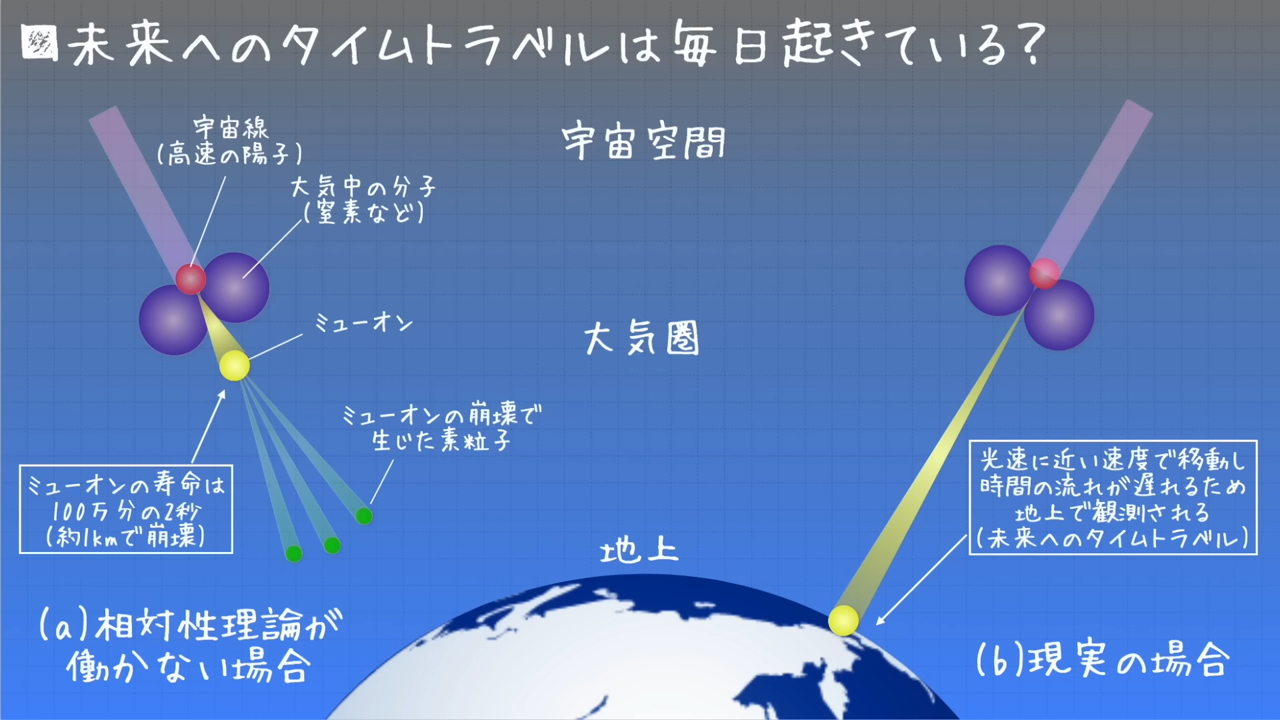 未来へのタイムトラベルは毎日起きている?
宇宙線
(高速の陽子)
大気中の分子
(窒素など)
宇宙空間
ミューオン
大気圏
ミューオンの崩壊で
生じた素粒子
ミューオンの寿命は
100万分の2秒
(約1kmで崩壊)
光速に近い速度で移動し
時間の流れが遅れるため
地上で観測される
(未来へのタイムトラベル)
地上
(a)相対性理論が
働かない場合
(b)現実の場合